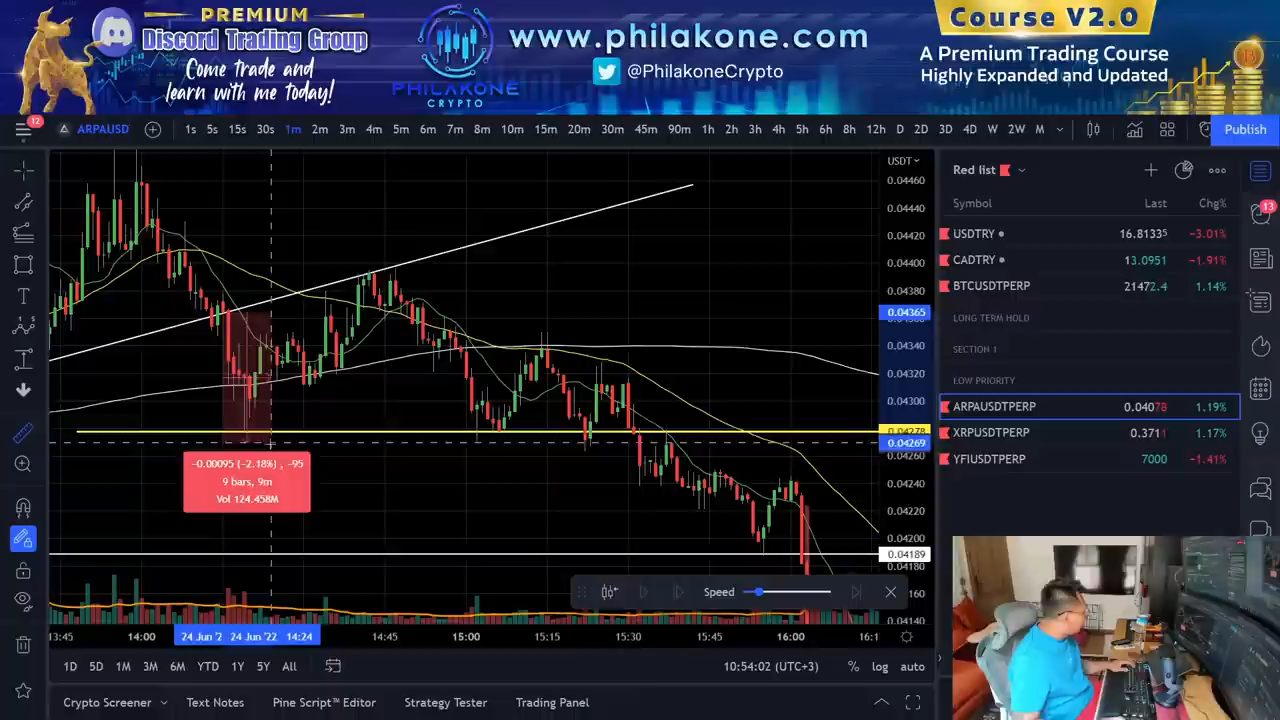 PREMIUM
Discord Trading Group
Come trade and
learn with me today!
PHILAKONE
CRYPTO
www.philakone.com
@PhilakoneCrypto
Course V2.0
A Premium Trading Course
Highly Expanded and Updated
12
ARPAUSD
1s 5s 15s 30s 1m 2m 3m 4m 5m 6m 7m 8m 10m 15m 20m 30m 45m 90m 1h 2h 3h 4h 5h 6h 8h 12h D 2D 3D 4D W 2W M
Publish
USDT
0.04460
0.04440
0.04420
0.04400
0.04380
0.04365
0.04340
0.04320
0.04300
0.04278
0.04269
0.04260
0.04240
0.04220
0.04200
0.04189
0.04180
0.04140
-0.00095 (-2.18%) , -95
9 bars, 9m
Vol 124.458M
Speed
13:45 14:00 24 Jun '2 24 Jun '22 14:24 14:45 15:00 15:15 15:30 15:45 16:00 16:1
1D 5D 1M 3M 6M YTD 1Y 5Y All
10:54:02 (UTC+3) % log auto
Crypto Screener Text Notes Pine Script™ Editor Strategy Tester Trading Panel
Red list
Symbol Last Chg%
USDTRY 16.81335 −3.01%
CADTRY 13.0951 −1.91%
BTCUSDTPERP 21472.4 1.14%
LONG TERM HOLD
SECTION 1
LOW PRIORITY
ARPAUSDTPERP 0.04078 1.19%
XRPUSDTPERP 0.3711 1.17%
YFIUSDTPERP 7000 −1.41%
13